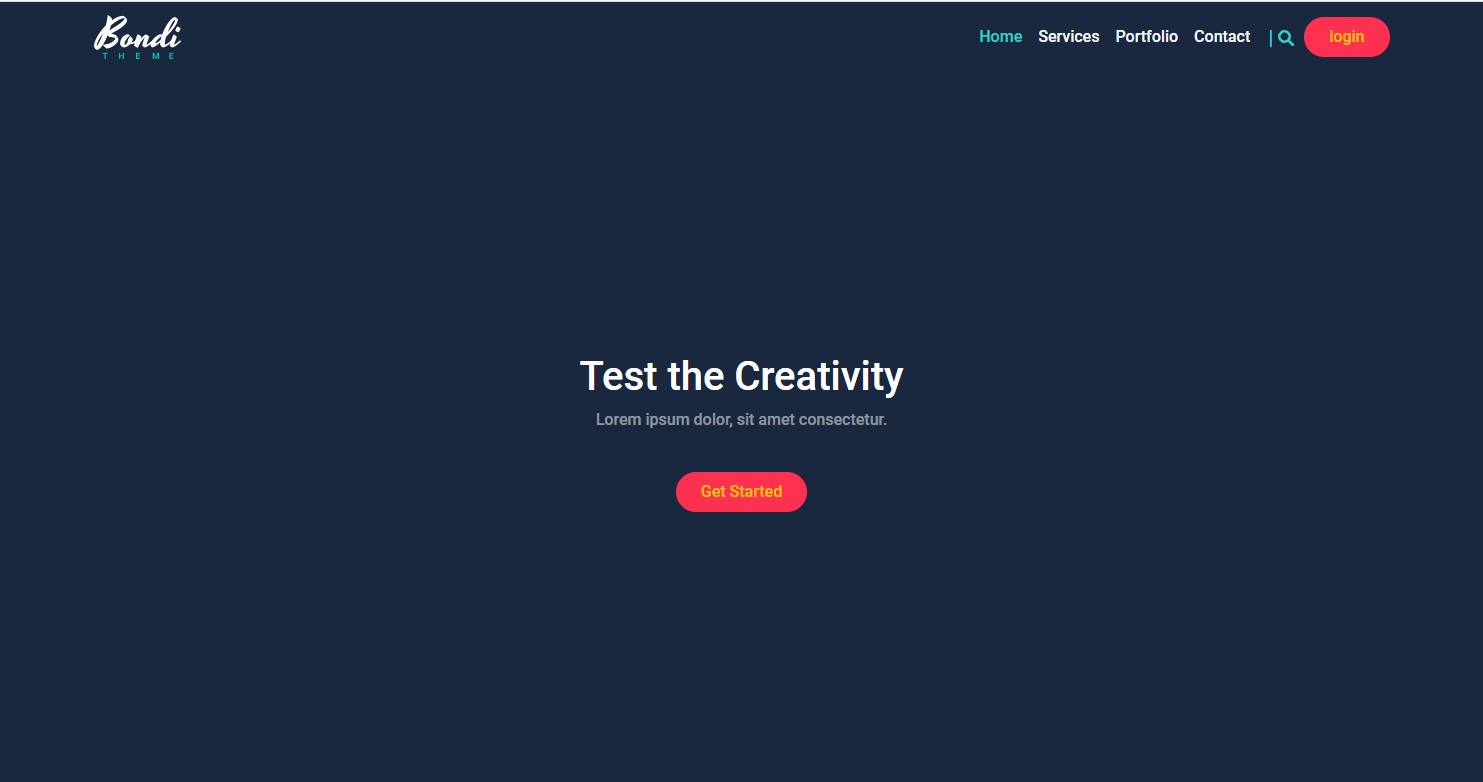 Bondi
THEME
Home Services Portfolio Contact | login
Test the Creativity
Lorem ipsum dolor, sit amet consectetur.
Get Started